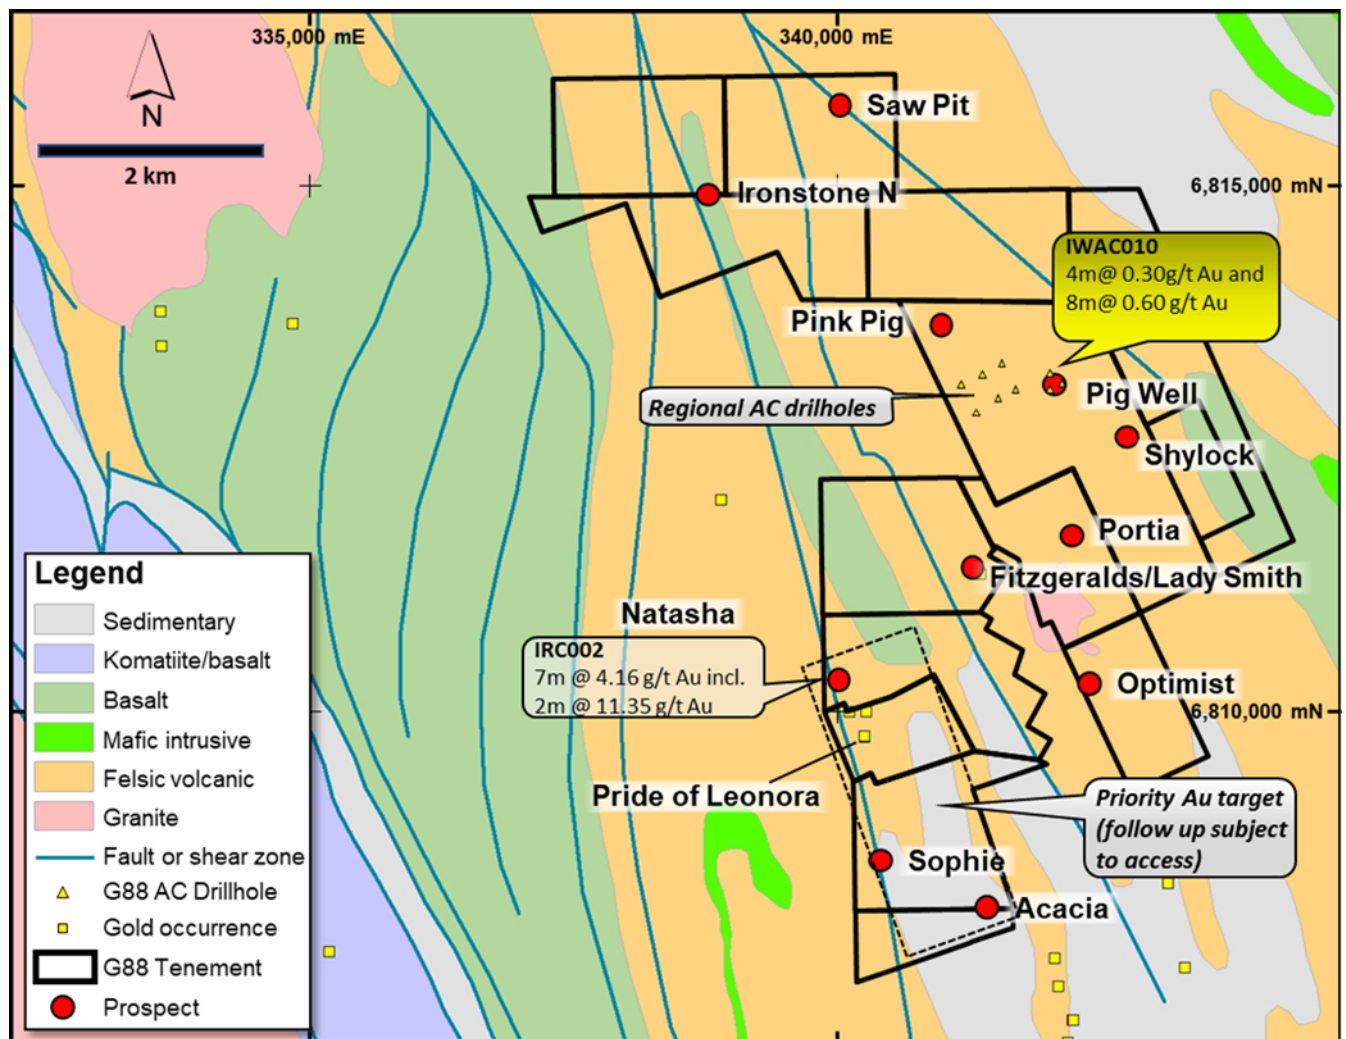 335,000 mE
340,000 mE
N
2 km
Saw Pit
6,815,000 mN
Ironstone N
IWAC010
4m@ 0.30g/t Au and
8m@ 0.60 g/t Au
Pink Pig
Pig Well
Regional AC drilholes
Shylock
Portia
Fitzgeralds/Lady Smith
Natasha
IRC002
7m @ 4.16 g/t Au incl.
2m @ 11.35 g/t Au
Optimist
6,810,000 mN
Pride of Leonora
Priority Au target
(follow up subject
to access)
Sophie
Acacia
Legend
Sedimentary
Komatiite/basalt
Basalt
Mafic intrusive
Felsic volcanic
Granite
Fault or shear zone
G88 AC Drillhole
Gold occurrence
G88 Tenement
Prospect